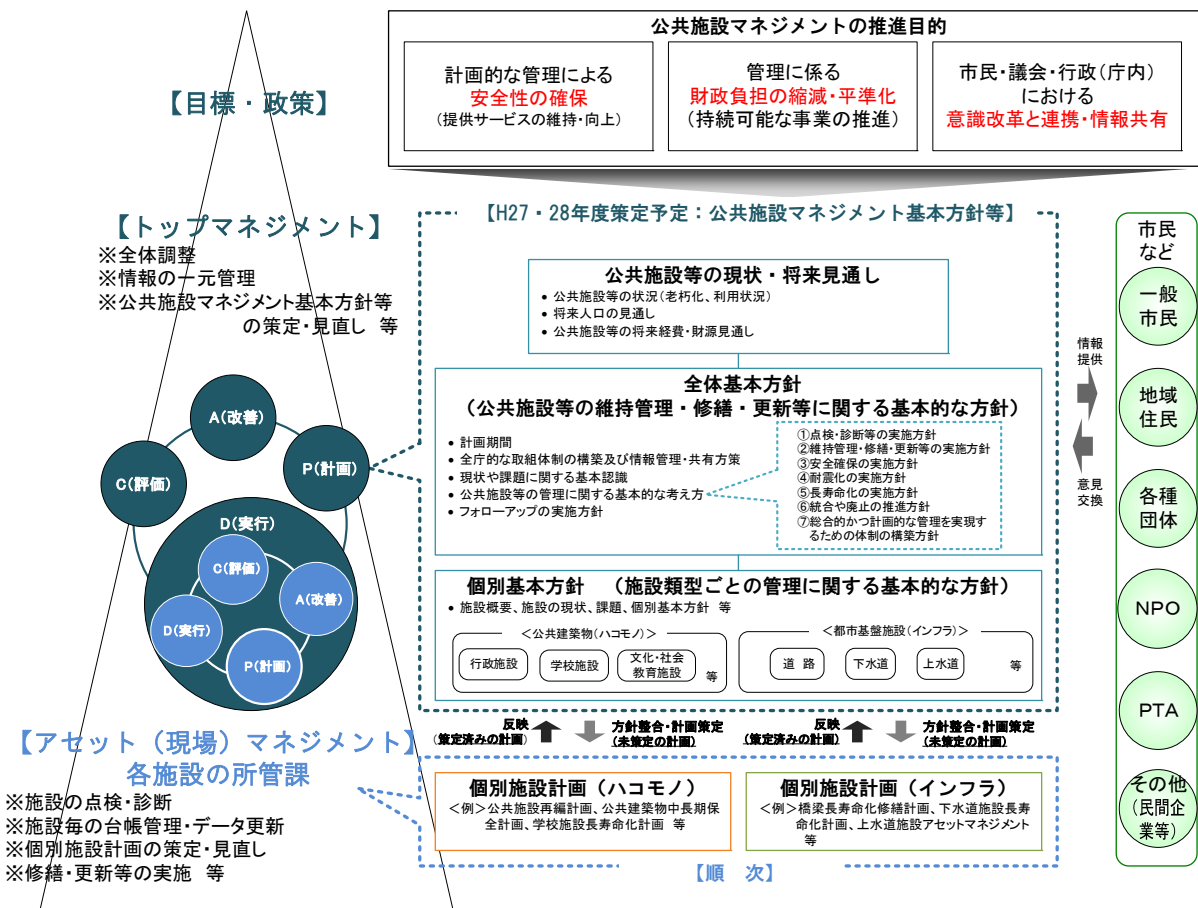 公共施設マネジメントの推進目的
計画的な管理による
安全性の確保
(提供サービスの維持・向上)
管理に係る
財政負担の縮減・平準化
(持続可能な事業の推進)
市民・議会・行政(庁内)
における
意識改革と連携・情報共有
【目標・政策】
【トップマネジメント】
※全体調整
※情報の一元管理
※公共施設マネジメント基本方針等
の策定・見直し 等
【H27・28年度策定予定：公共施設マネジメント基本方針等】
公共施設等の現状・将来見通し
• 公共施設等の状況(老朽化、利用状況)
• 将来人口の見通し
• 公共施設等の将来経費・財源見通し
全体基本方針
(公共施設等の維持管理・修繕・更新等に関する基本的な方針)
• 計画期間
• 全庁的な取組体制の構築及び情報管理・共有方策
• 現状や課題に関する基本認識
• 公共施設等の管理に関する基本的な考え方
• フォローアップの実施方針
①点検・診断等の実施方針
②維持管理・修繕・更新等の実施方針
③安全確保の実施方針
④耐震化の実施方針
⑤長寿命化の実施方針
⑥統合や廃止の推進方針
⑦総合的かつ計画的な管理を実現す
るための体制の構築方針
個別基本方針 (施設類型ごとの管理に関する基本的な方針)
• 施設概要、施設の現状、課題、個別基本方針 等
＜公共建築物(ハコモノ)＞
行政施設
学校施設
文化・社会
教育施設
等
＜都市基盤施設(インフラ)＞
道 路
下水道
上水道
等
A(改善)
P(計画)
C(評価)
D(実行)
C(評価)
A(改善)
D(実行)
P(計画)
反映
(策定済みの計画)
方針整合・計画策定
(未策定の計画)
反映
(策定済みの計画)
方針整合・計画策定
(未策定の計画)
【アセット（現場）マネジメント】
各施設の所管課
※施設の点検・診断
※施設毎の台帳管理・データ更新
※個別施設計画の策定・見直し
※修繕・更新等の実施 等
個別施設計画（ハコモノ）
＜例＞公共施設再編計画、公共建築物中長期保
全計画、学校施設長寿命化計画 等
個別施設計画（インフラ）
＜例＞橋梁長寿命化修繕計画、下水道施設長寿
命化計画、上水道施設アセットマネジメント
等
【順 次】
情報
提供
意見
交換
市民
など
一般
市民
地域
住民
各種
団体
NPO
PTA
その他
(民間企
業等)